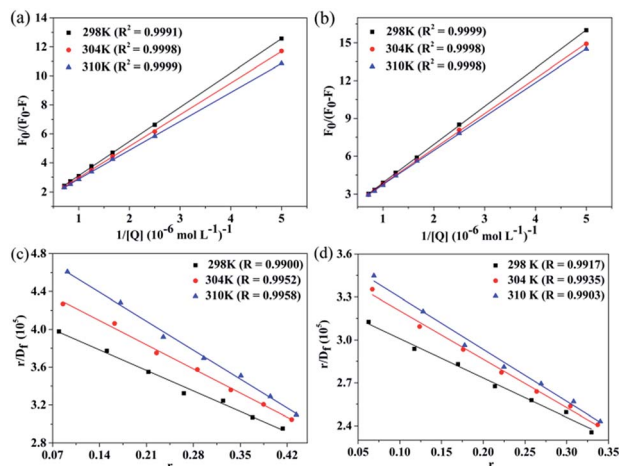 (a)
298K (R² = 0.9991)
304K (R² = 0.9998)
310K (R² = 0.9999)
F₀/(F₀-F)
14
12
10
8
6
4
2
1
2
3
4
5
1/[Q] (10⁻⁶ mol L⁻¹)⁻¹
(b)
298K (R² = 0.9999)
304K (R² = 0.9998)
310K (R² = 0.9998)
F₀/(F₀-F)
15
12
9
6
3
1
2
3
4
5
1/[Q] (10⁻⁶ mol L⁻¹)⁻¹
(c)
298K (R = 0.9900)
304K (R = 0.9952)
310K (R = 0.9958)
r/D_f (10⁵)
4.8
4.4
4.0
3.6
3.2
2.8
0.07
0.14
0.21
0.28
0.35
0.42
r
(d)
298 K (R = 0.9917)
304 K (R = 0.9935)
310 K (R = 0.9903)
r/D_f (10⁵)
3.6
3.3
3.0
2.7
2.4
0.05
0.10
0.15
0.20
0.25
0.30
0.35
r